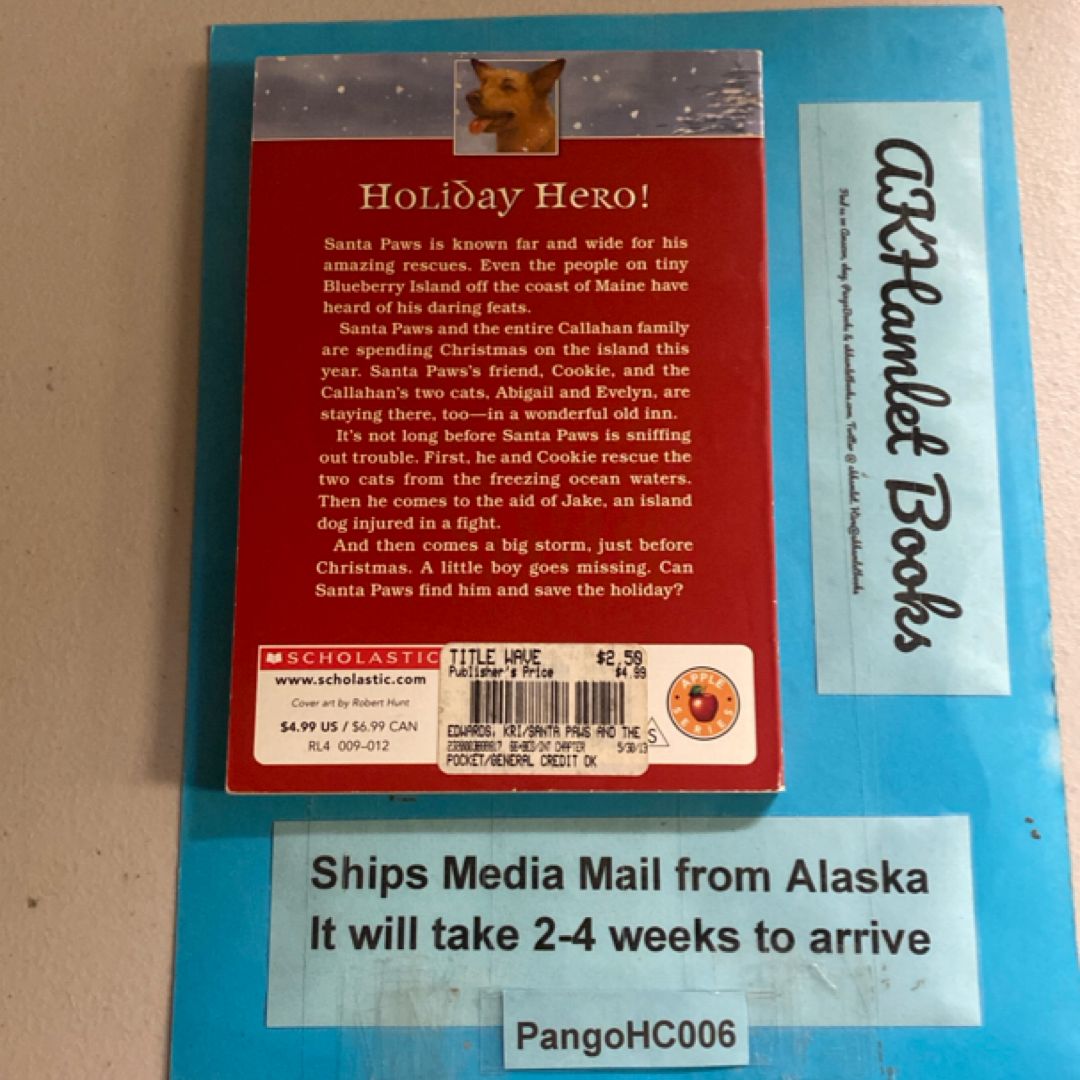 Holiday Hero!
Santa Paws is known far and wide for his
amazing rescues. Even the people on tiny
Blueberry Island off the coast of Maine have
heard of his daring feats.
Santa Paws and the entire Callahan family
are spending Christmas on the island this
year. Santa Paws's friend, Cookie, and the
Callahan's two cats, Abigail and Evelyn, are
staying there, too—in a wonderful old inn.
It's not long before Santa Paws is sniffing
out trouble. First, he and Cookie rescue the
two cats from the freezing ocean waters.
Then he comes to the aid of Jake, an island
dog injured in a fight.
And then comes a big storm, just before
Christmas. A little boy goes missing. Can
Santa Paws find him and save the holiday?
SCHOLASTIC
www.scholastic.com
Cover art by Robert Hunt
$4.99 US / $6.99 CAN
RL4 009-012
TITLE WAVE $2.50
Publisher's Price $4.99
EDWARDS, KRI/SANTA PAWS AND THE
CHAPTER 5/30/13
POCKET/GENERAL CREDIT OK
S
APPLE
SERIES
AKHamlet Books
Find us on Amazon,
Ships Media Mail from Alaska
It will take 2-4 weeks to arrive
PangoHC006